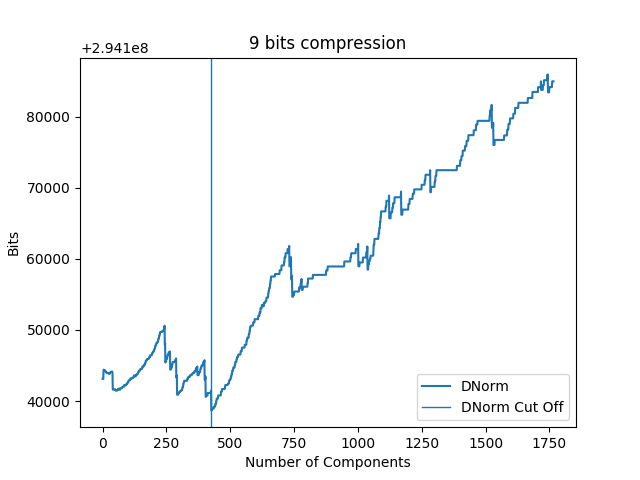 9 bits compression
+2.941e8
Bits
80000
70000
60000
50000
40000
0 250 500 750 1000 1250 1500 1750
Number of Components
DNorm
DNorm Cut Off